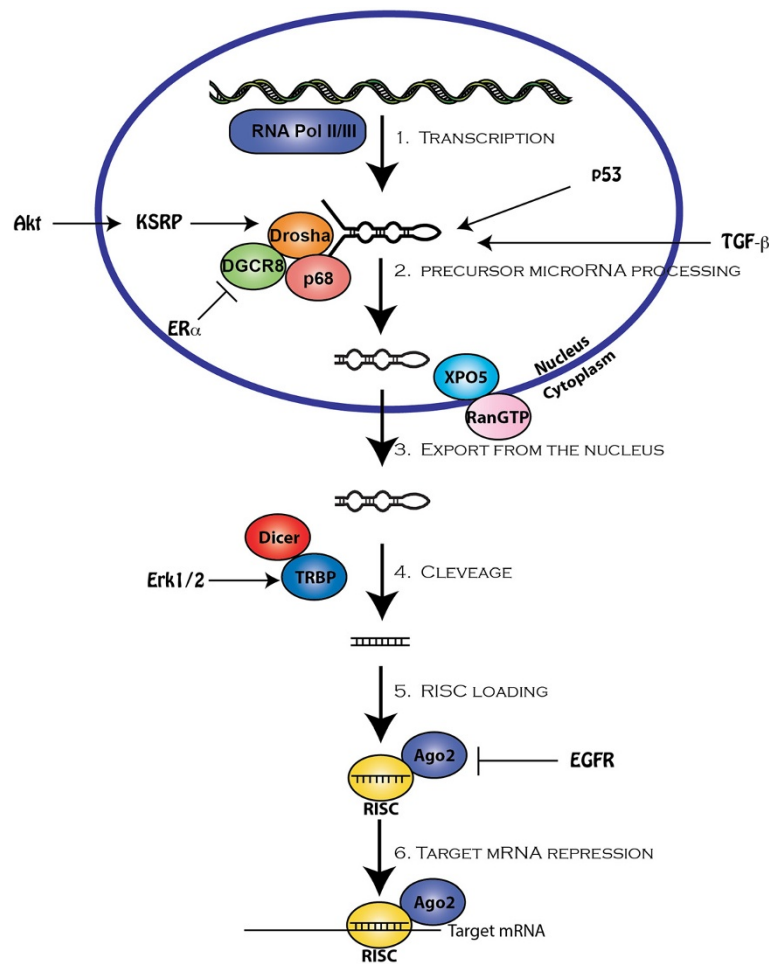 RNA Pol II/III
1. Transcription
p53
Akt
KSRP
Drosha
TGF-β
DGCR8
p68
2. precursor microRNA processing
ERα
XPO5
Nucleus
Cytoplasm
RanGTP
3. Export from the nucleus
Dicer
Erk1/2
TRBP
4. Cleveage
5. RISC loading
Ago2
EGFR
RISC
6. Target mRNA repression
Ago2
Target mRNA
RISC